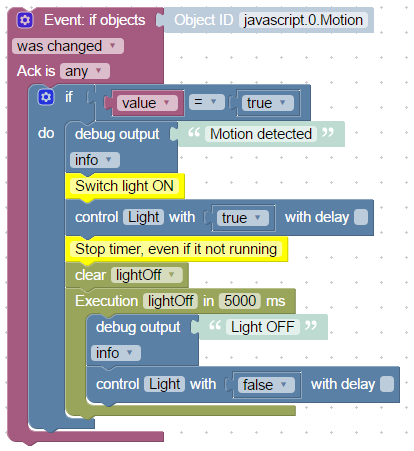 Event: if objects Object ID javascript.0.Motion
was changed
Ack is any
if value = true
do debug output “ Motion detected ”
info
Switch light ON
control Light with true with delay
Stop timer, even if it not running
clear lightOff
Execution lightOff in 5000 ms
debug output “ Light OFF ”
info
control Light with false with delay